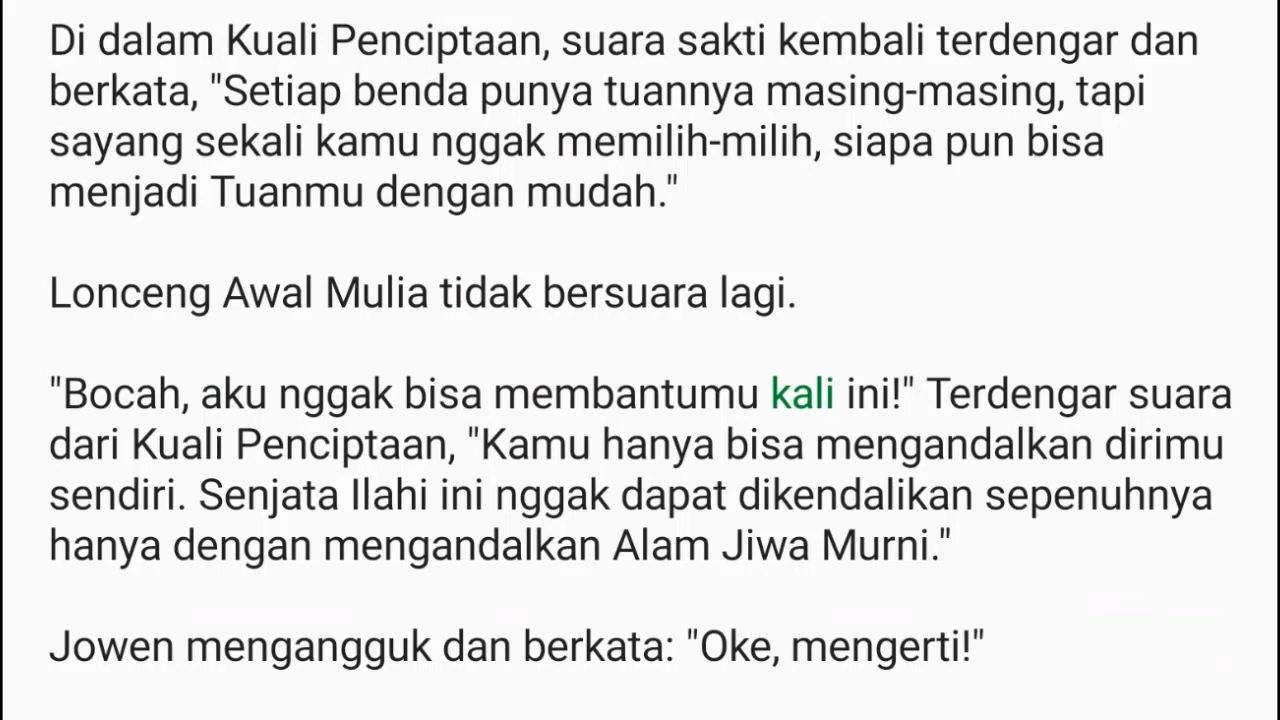 Di dalam Kuali Penciptaan, suara sakti kembali terdengar dan
berkata, "Setiap benda punya tuannya masing-masing, tapi
sayang sekali kamu nggak memilih-milih, siapa pun bisa
menjadi Tuanmu dengan mudah."
Lonceng Awal Mulia tidak bersuara lagi.
"Bocah, aku nggak bisa membantumu kali ini!" Terdengar suara
dari Kuali Penciptaan, "Kamu hanya bisa mengandalkan dirimu
sendiri. Senjata Ilahi ini nggak dapat dikendalikan sepenuhnya
hanya dengan mengandalkan Alam Jiwa Murni."
Jowen mengangguk dan berkata: "Oke, mengerti!"